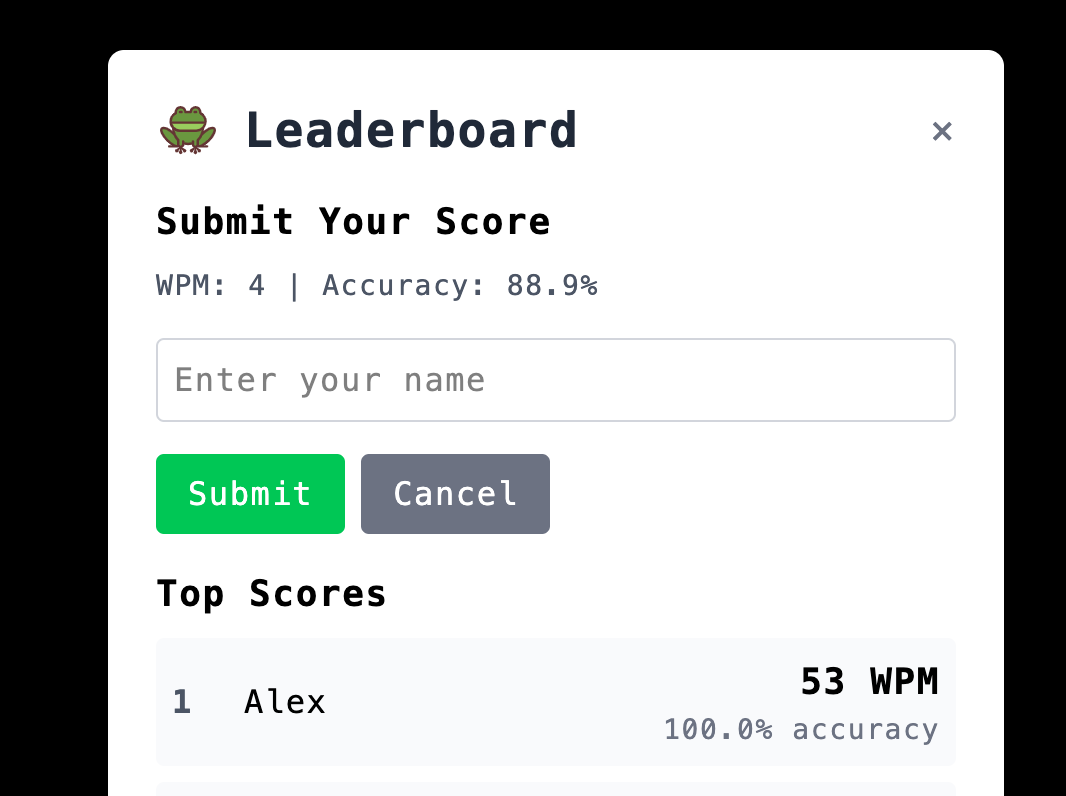 Leaderboard ×
Submit Your Score
WPM: 4 | Accuracy: 88.9%
Enter your name
Submit Cancel
Top Scores
1 Alex 53 WPM
100.0% accuracy